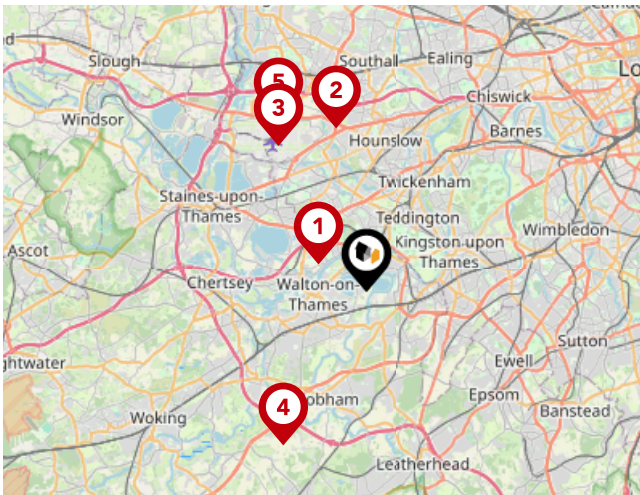 Slough
Southall
Ealing
Lo
5
2
3
Chiswick
Windsor
Barnes
Hounslow
Twickenham
Staines-upon-
Thames
Teddington
1
Kingston-upon
Thames
Wimbledon
Ascot
Chertsey
Walton-on-
Thames
Sutton
ghtwater
Ewell
Epsom
4
obham
Banstead
Woking
Leatherhead